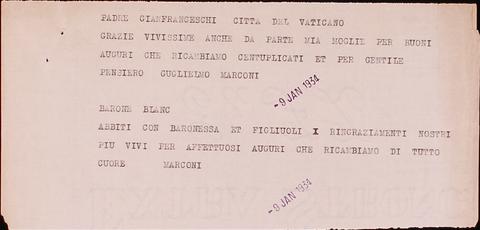 PADRE GIANFRANCESCHI CITTA DEL VATICANO
GRAZIE VIVISSIME ANCHE DA PARTE MIA MOGLIE PER BUONI
AUGURI CHE RICAMBIAMO CENTUPLICATI ET PER GENTILE
PENSIERO GUGLIELMO MARCONI
-9 JAN 1934
BARONE BLANC
ABBITI CON BARONESSA ET FIGLIUOLI X RINGRAZIAMENTI NOSTRI
PIU VIVI PER AFFETTUOSI AUGURI CHE RICAMBIAMO DI TUTTO
CUORE MARCONI
-9 JAN 1934